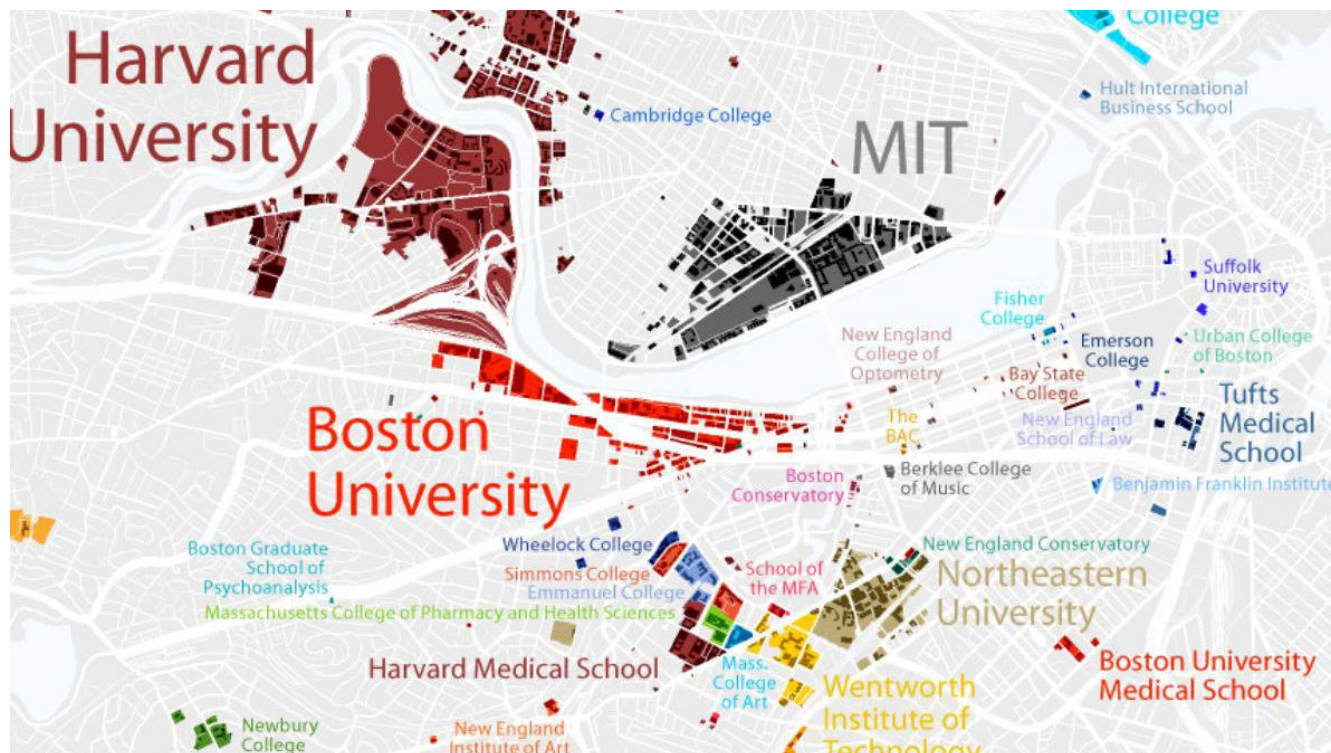 Harvard
University
College
Hult International
Business School
Cambridge College
MIT
Suffolk
University
Fisher
College
New England
College of
Optometry
Emerson
College
Urban College
of Boston
Bay State
College
Tufts
Medical
School
Boston
University
The
BAC
New England
School of Law
Boston
Conservatory
Berklee College
of Music
Benjamin Franklin Institute
Wheelock College
Boston Graduate
School of
Psychoanalysis
Simmons College
Emmanuel College
School of
the MFA
New England Conservatory
Northeastern
University
Massachusetts College of Pharmacy and Health Sciences
Harvard Medical School
Mass.
College
of Art
Boston University
Medical School
Wentworth
Institute of
Technology
Newbury
College
New England
Institute of Art